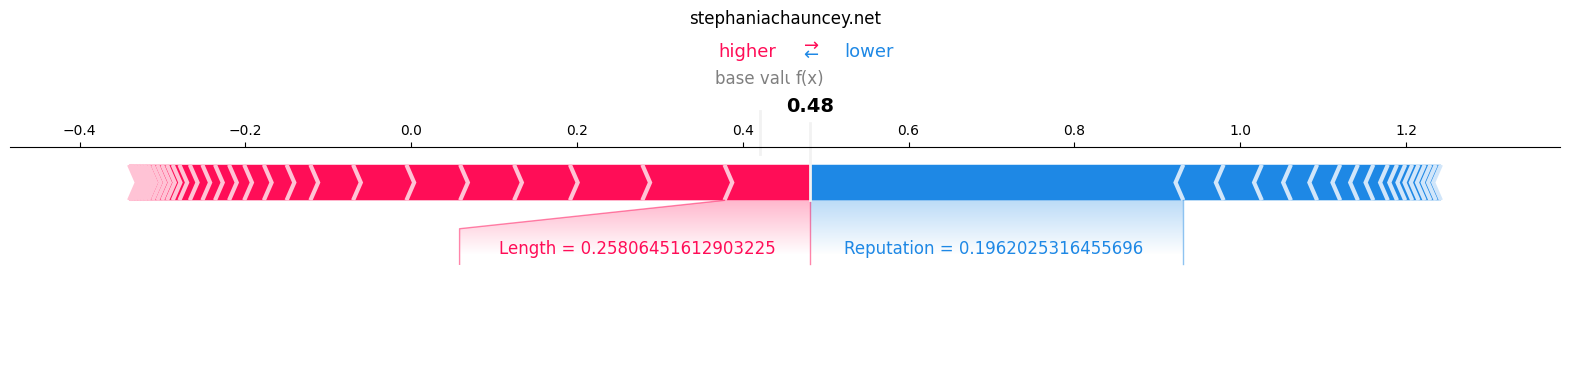 stephaniachauncey.net
higher ⇄ lower
base valu f(x)
0.48
−0.4 −0.2 0.0 0.2 0.4 0.6 0.8 1.0 1.2
Length = 0.25806451612903225 Reputation = 0.1962025316455696